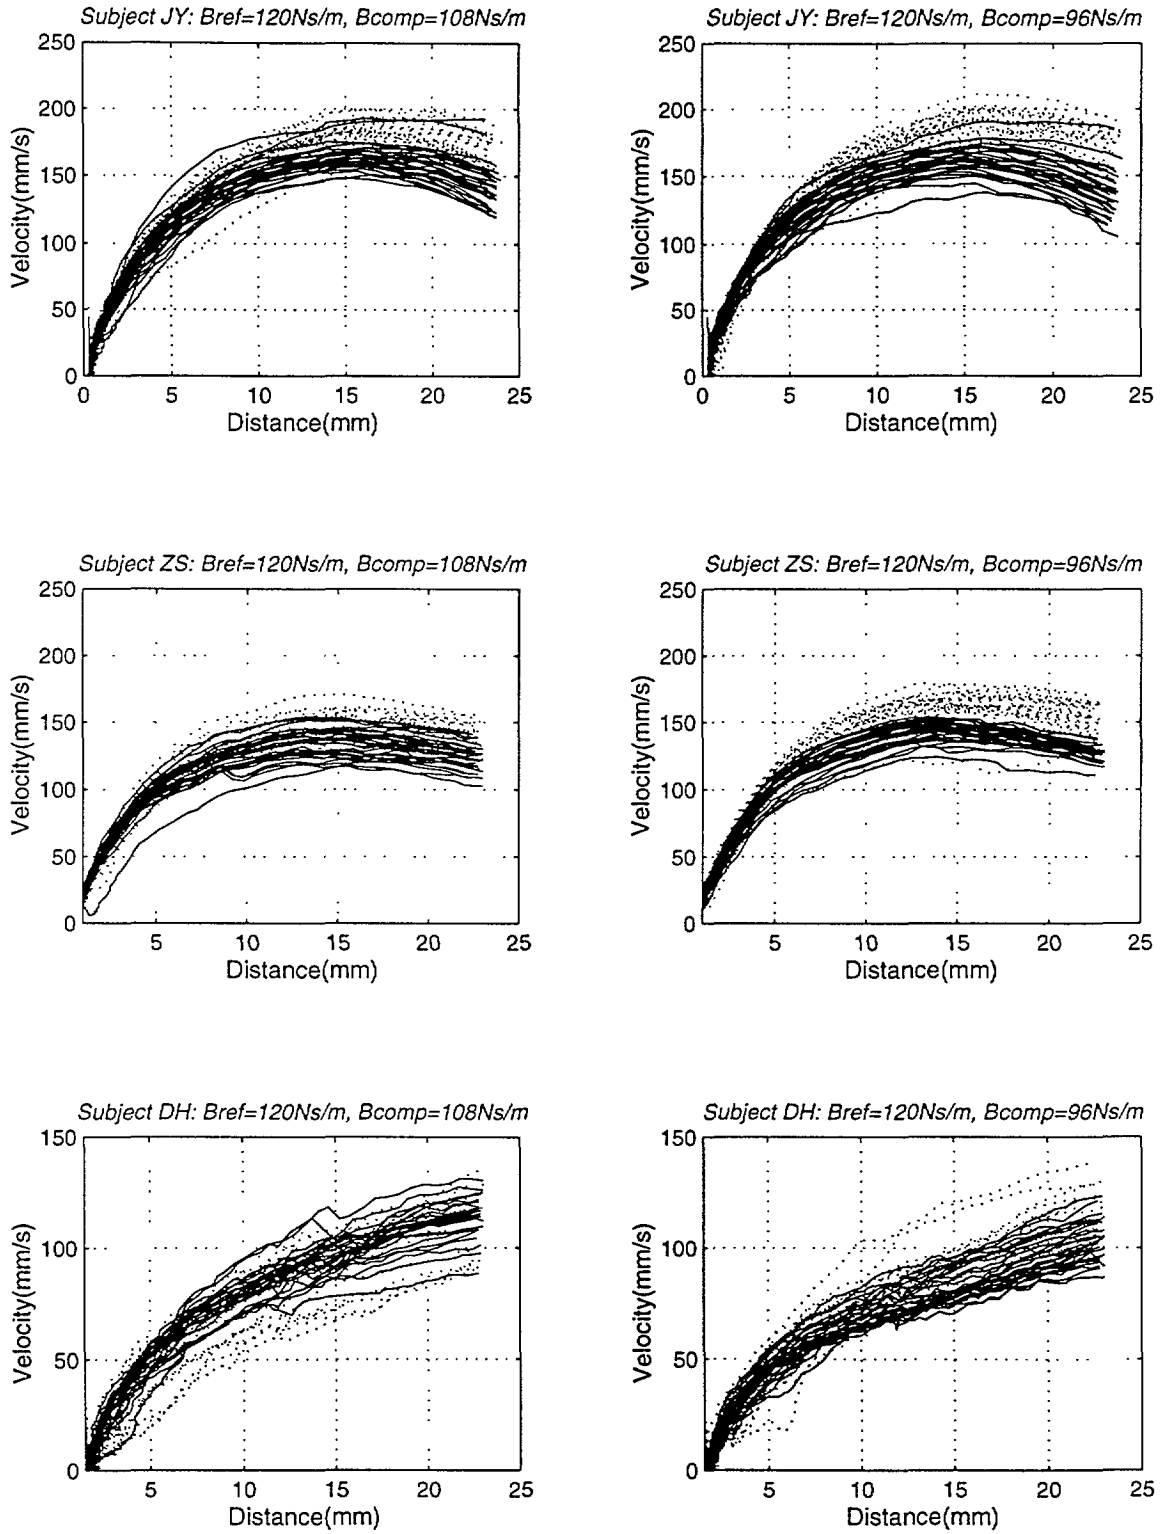 Subject JY: Bref=120Ns/m, Bcomp=108Ns/m
250
200
150
100
50
0
Velocity(mm/s)
0 5 10 15 20 25
Distance(mm)
Subject JY: Bref=120Ns/m, Bcomp=96Ns/m
250
200
150
100
50
0
Velocity(mm/s)
0 5 10 15 20 25
Distance(mm)
Subject ZS: Bref=120Ns/m, Bcomp=108Ns/m
250
200
150
100
50
0
Velocity(mm/s)
5 10 15 20 25
Distance(mm)
Subject ZS: Bref=120Ns/m, Bcomp=96Ns/m
250
200
150
100
50
0
Velocity(mm/s)
5 10 15 20 25
Distance(mm)
Subject DH: Bref=120Ns/m, Bcomp=108Ns/m
150
100
50
0
Velocity(mm/s)
5 10 15 20 25
Distance(mm)
Subject DH: Bref=120Ns/m, Bcomp=96Ns/m
150
100
50
0
Velocity(mm/s)
5 10 15 20 25
Distance(mm)